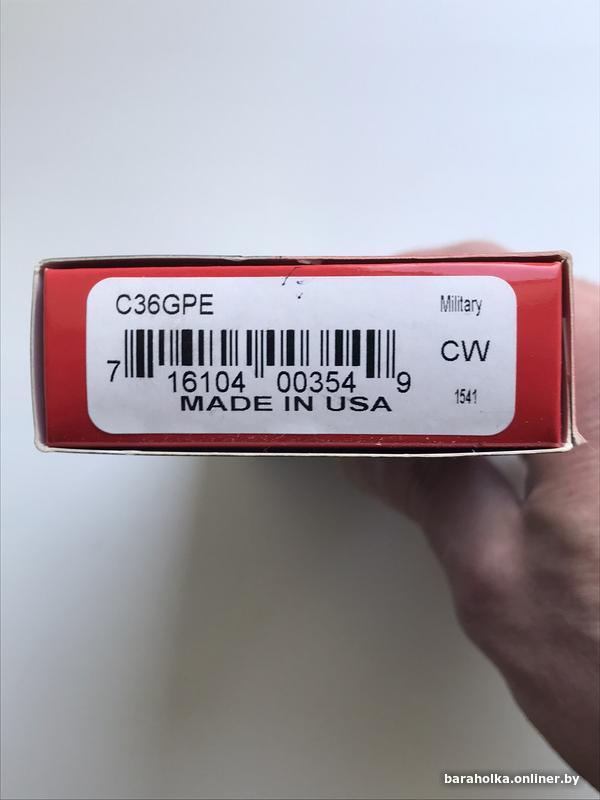 C36GPE
Military
CW
7 16104 00354 9
1541
MADE IN USA
baraholka.onliner.by